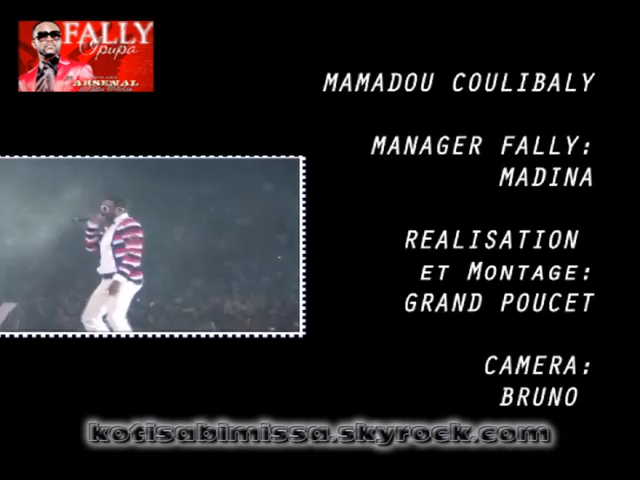 FALLY
Ipupa
ARSENAL
MAMADOU COULIBALY
MANAGER FALLY:
MADINA
REALISATION
ET MONTAGE:
GRAND POUCET
CAMERA:
BRUNO
kotisabimissa.skyrock.com